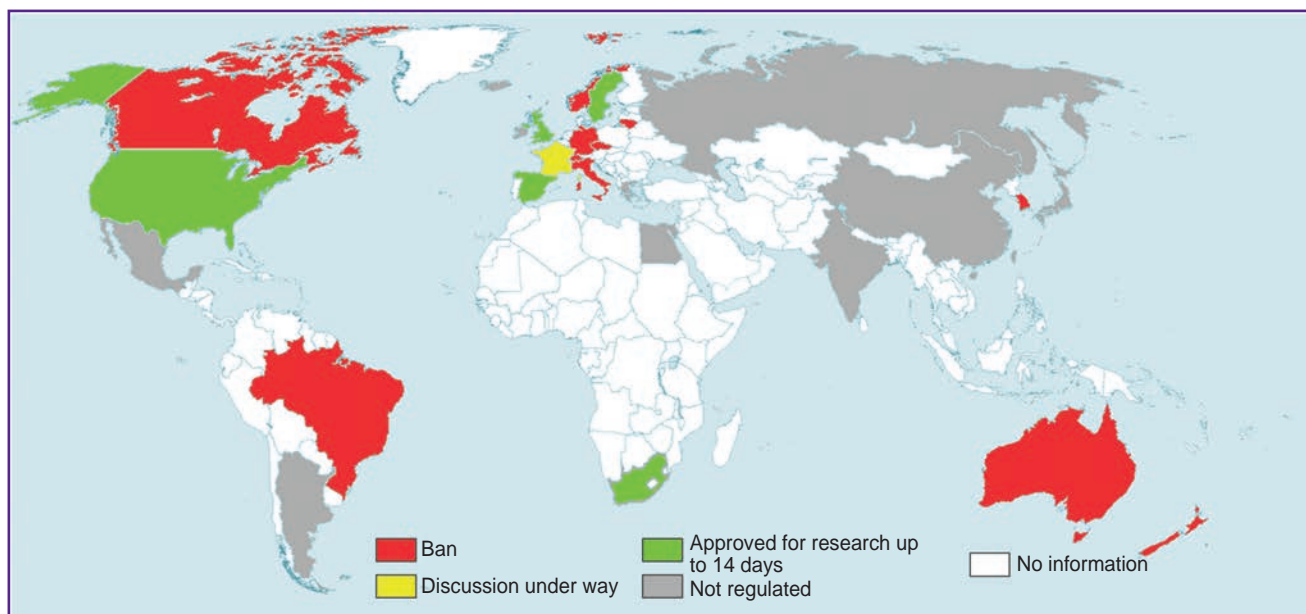 Ban
Discussion under way
Approved for research up
to 14 days
Not regulated
No information